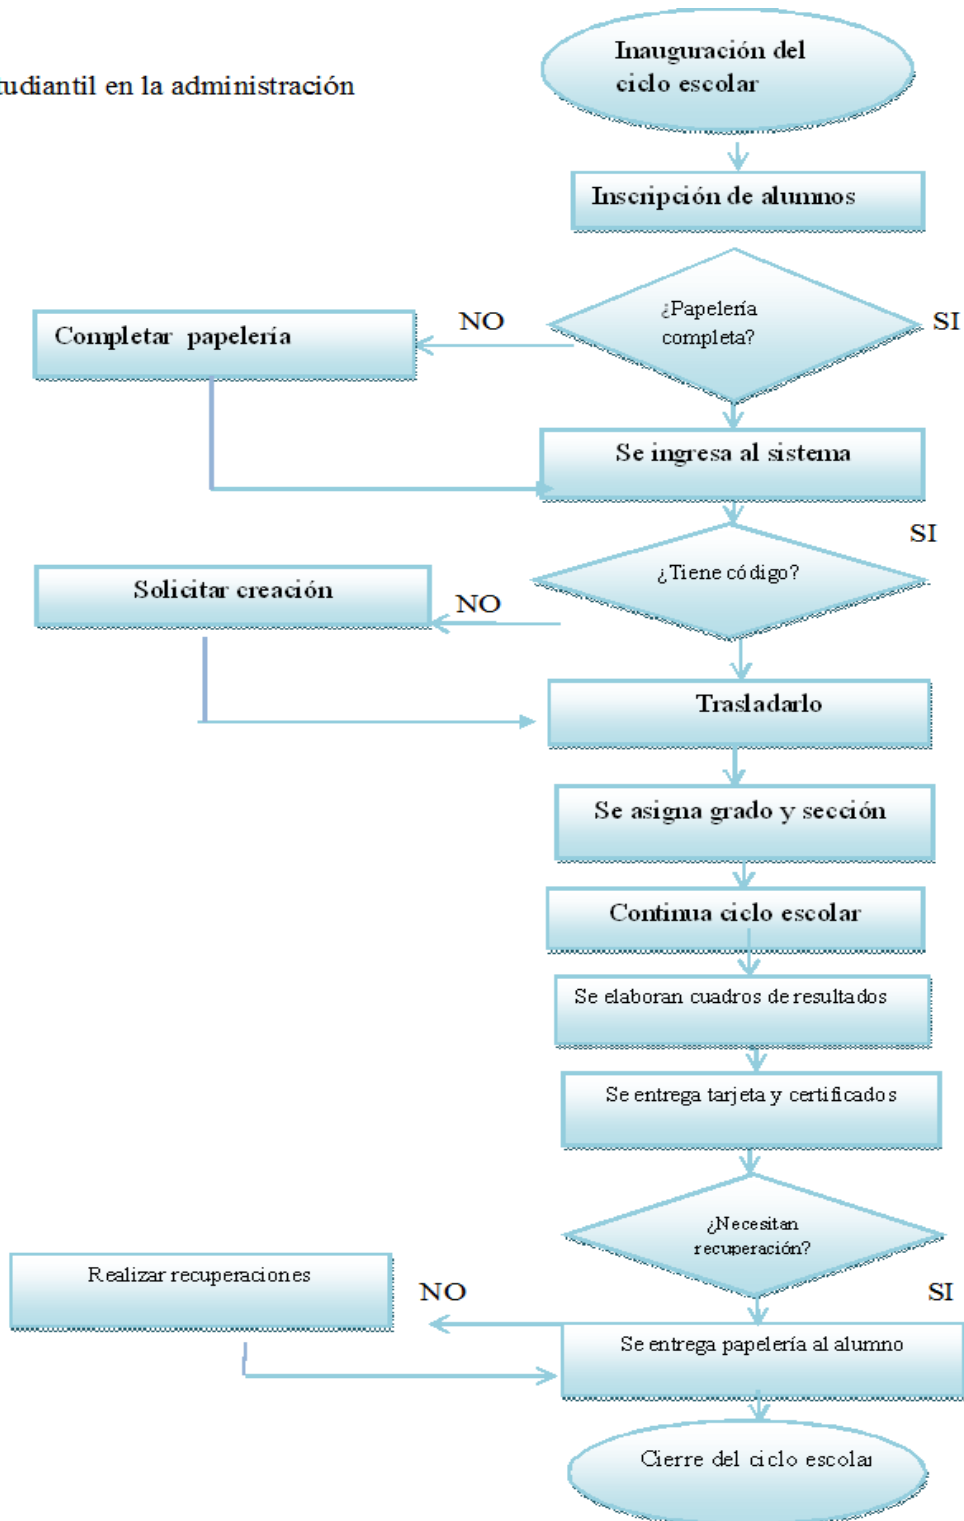 Inauguración del
ciclo escolar
tudiantil en la administración
Inscripción de alumnos
¿Papelería
completa?
NO
SI
Completar papelería
Se ingresa al sistema
SI
¿Tiene código?
Solicitar creación
NO
Trasladarlo
Se asigna grado y sección
Continua ciclo escolar
Se elaboran cuadros de resultados
Se entrega tarjeta y certificados
¿Necesitan
recuperación?
Realizar recuperaciones
NO
SI
Se entrega papelería al alumno
Cierre del ciclo escolar